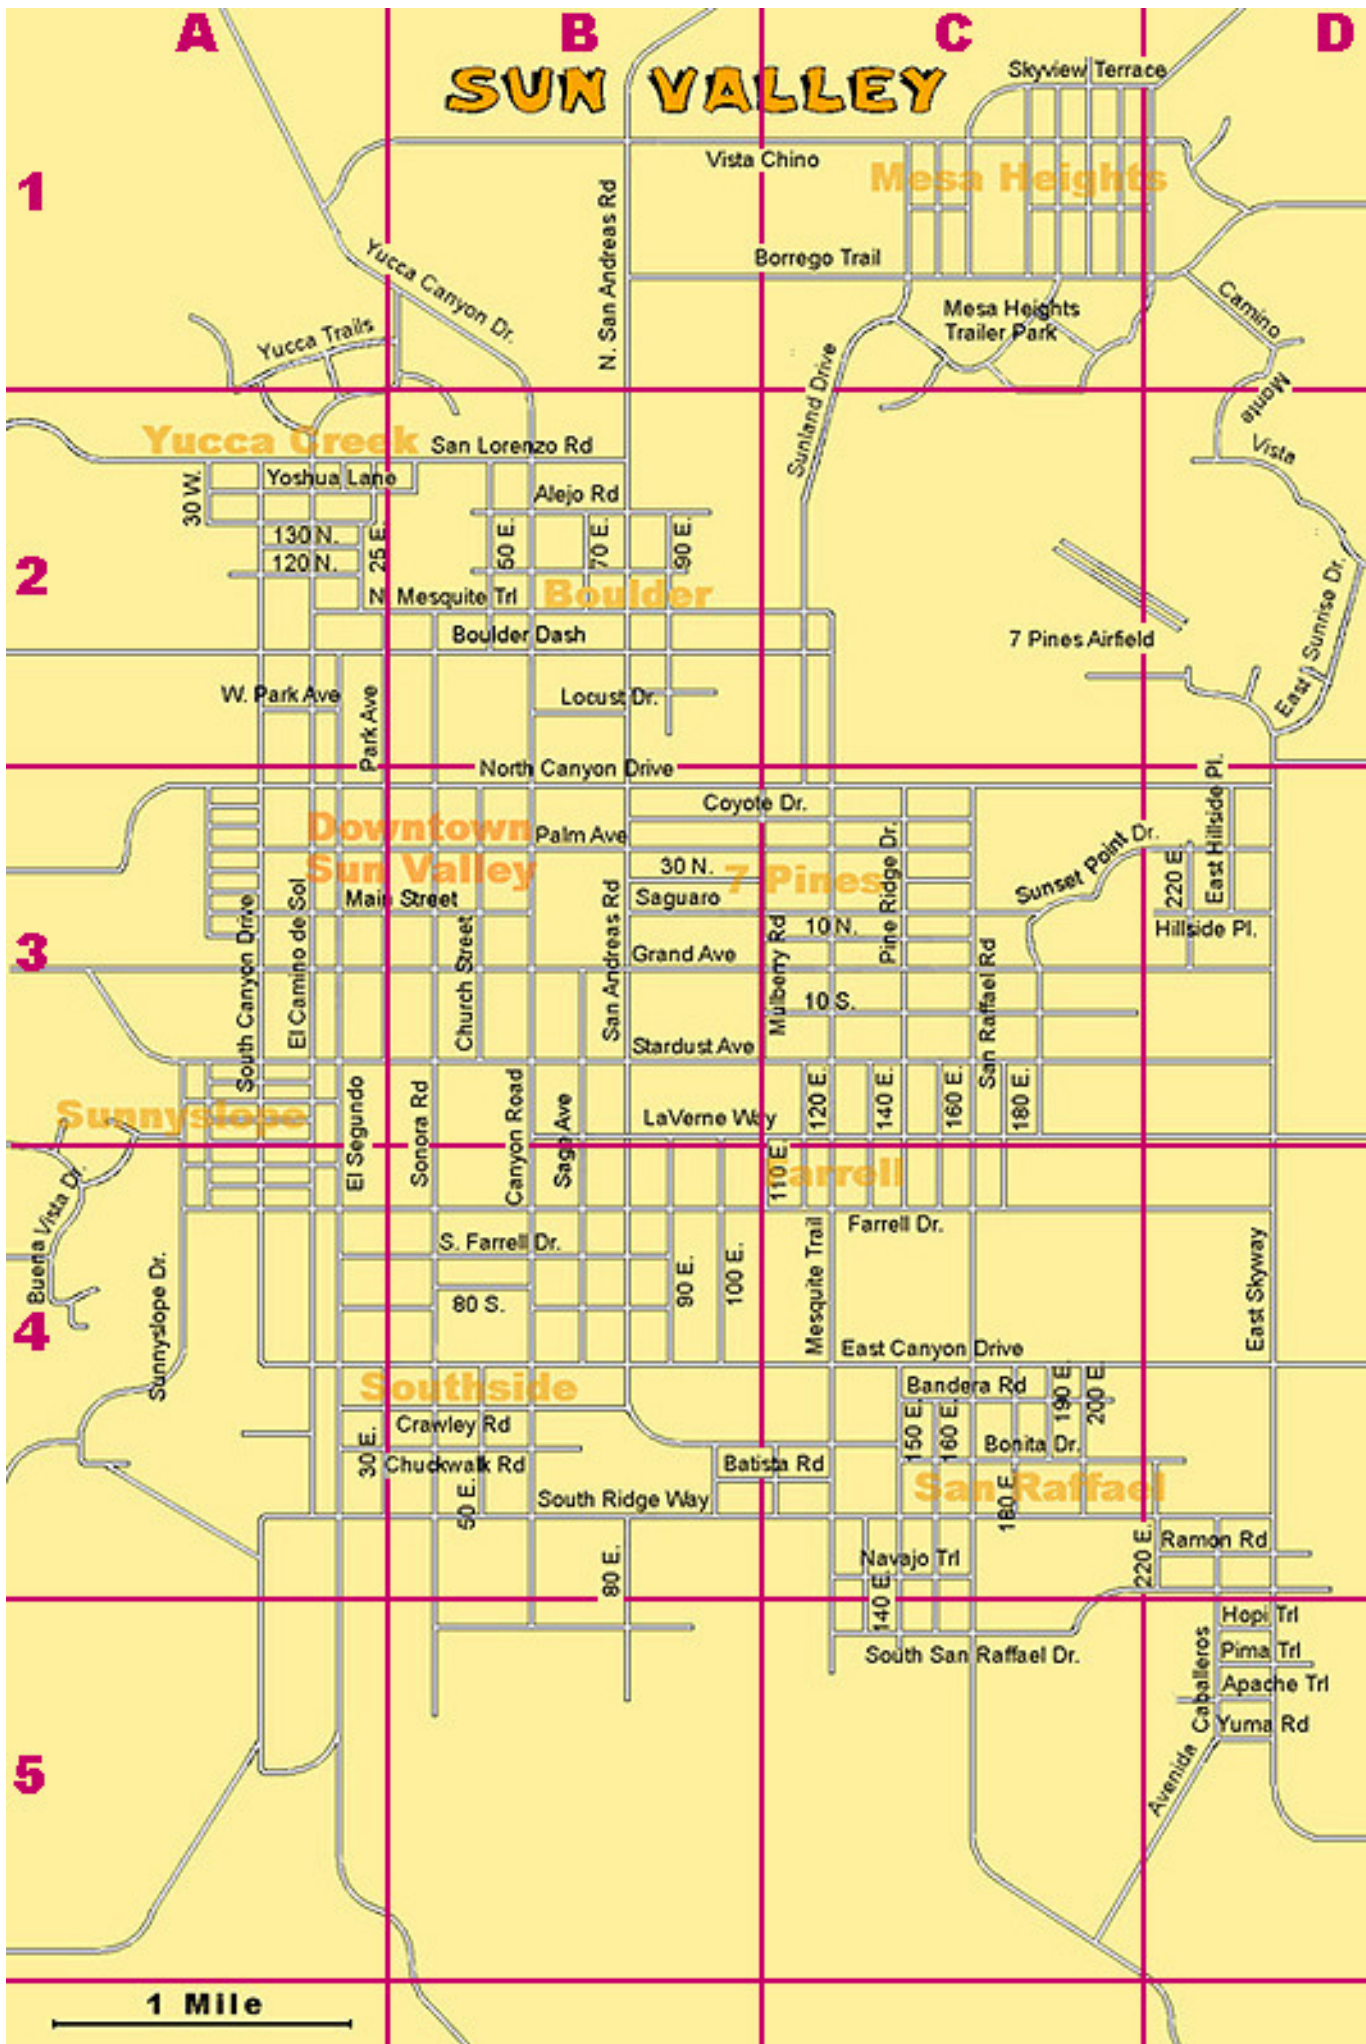 A
B
C
D
SUN VALLEY
Skyview Terrace
Vista Chino
Mesa Heights
1
N. San Andreas Rd
Yucca Canyon Dr.
Borrego Trail
Camino
Mesa Heights
Trailer Park
Yucca Trails
Sunland Drive
Monte
Yucca Creek
San Lorenzo Rd
Vista
Yoshua Lane
30 W.
Alejo Rd
130 N.
25 E.
50 E.
70 E.
90 E.
120 N.
2
N. Mesquite Trl
Boulder
East Sunrise Dr.
Boulder Dash
7 Pines Airfield
W. Park Ave
Park Ave
Locust Dr.
North Canyon Drive
East Hillside Pl.
Coyote Dr.
Downtown
Sun Valley
Palm Ave
Pine Ridge Dr.
Sunset Point Dr.
30 N.
7 Pines
220 E.
Main Street
Saguaro
10 N.
Hillside Pl.
3
South Canyon Drive
El Camino de Sol
Church Street
San Andreas Rd
Grand Ave
Mulberry Rd
10 S.
San Raffael Rd
Stardust Ave
120 E.
140 E.
160 E.
180 E.
Sunnyslope
LaVerne Way
El Segundo
Sonora Rd
Canyon Road
Sage Ave
110 E.
Farrell
Buena Vista Dr.
Farrell Dr.
S. Farrell Dr.
Sunnyslope Dr.
90 E.
100 E.
Mesquite Trail
East Skyway
80 S.
4
East Canyon Drive
Southside
Bandera Rd
190 E.
200 E.
Crawley Rd
30 E.
150 E.
160 E.
Bonita Dr.
Chuckwalk Rd
Batista Rd
San Raffael
50 E.
South Ridge Way
180 E.
80 E.
Navajo Trl
220 E.
Ramon Rd
140 E.
Hopi Trl
South San Raffael Dr.
Pima Trl
Apache Trl
Caballeros
Yuma Rd
5
Avenida
1 Mile